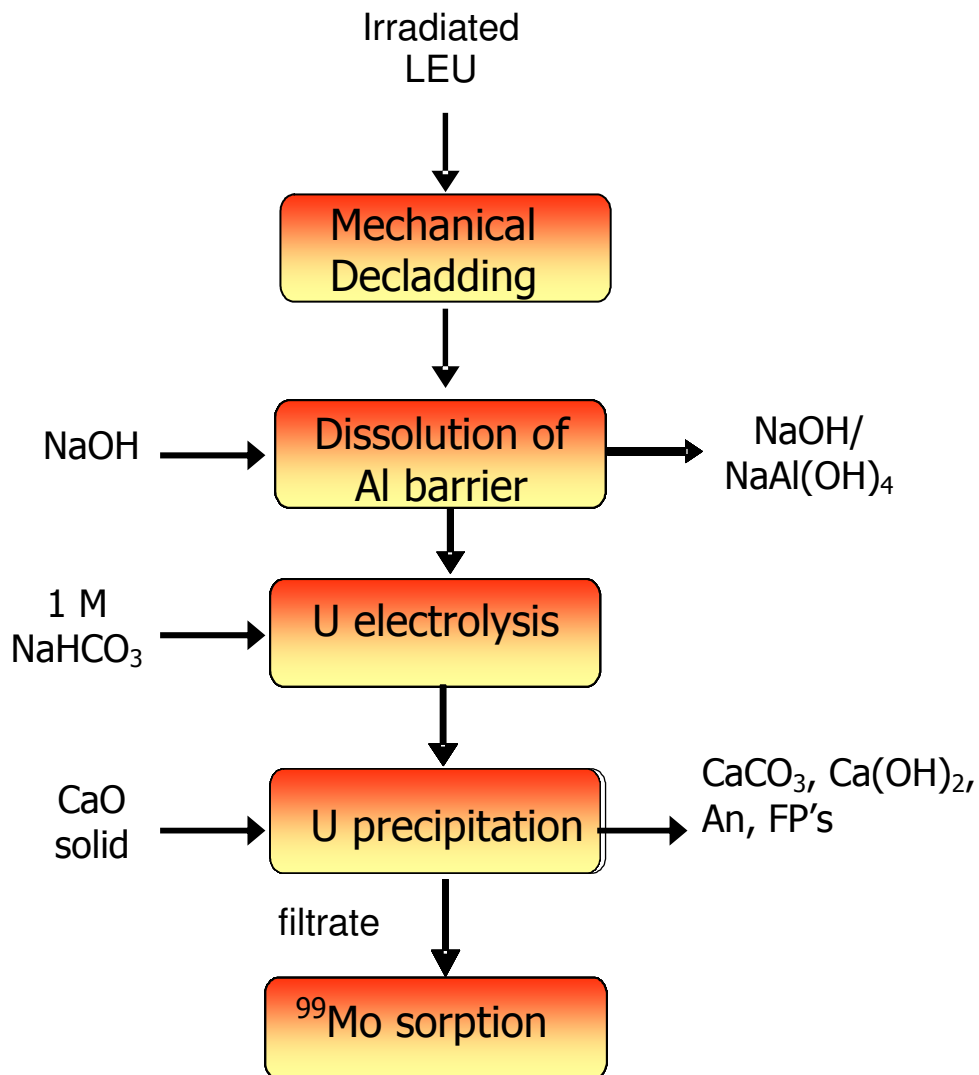 Irradiated
LEU
Mechanical
Decladding
NaOH
Dissolution of
Al barrier
NaOH/
NaAl(OH)₄
1 M
NaHCO₃
U electrolysis
CaO
solid
U precipitation
CaCO₃, Ca(OH)₂,
An, FP's
filtrate
⁹⁹Mo sorption